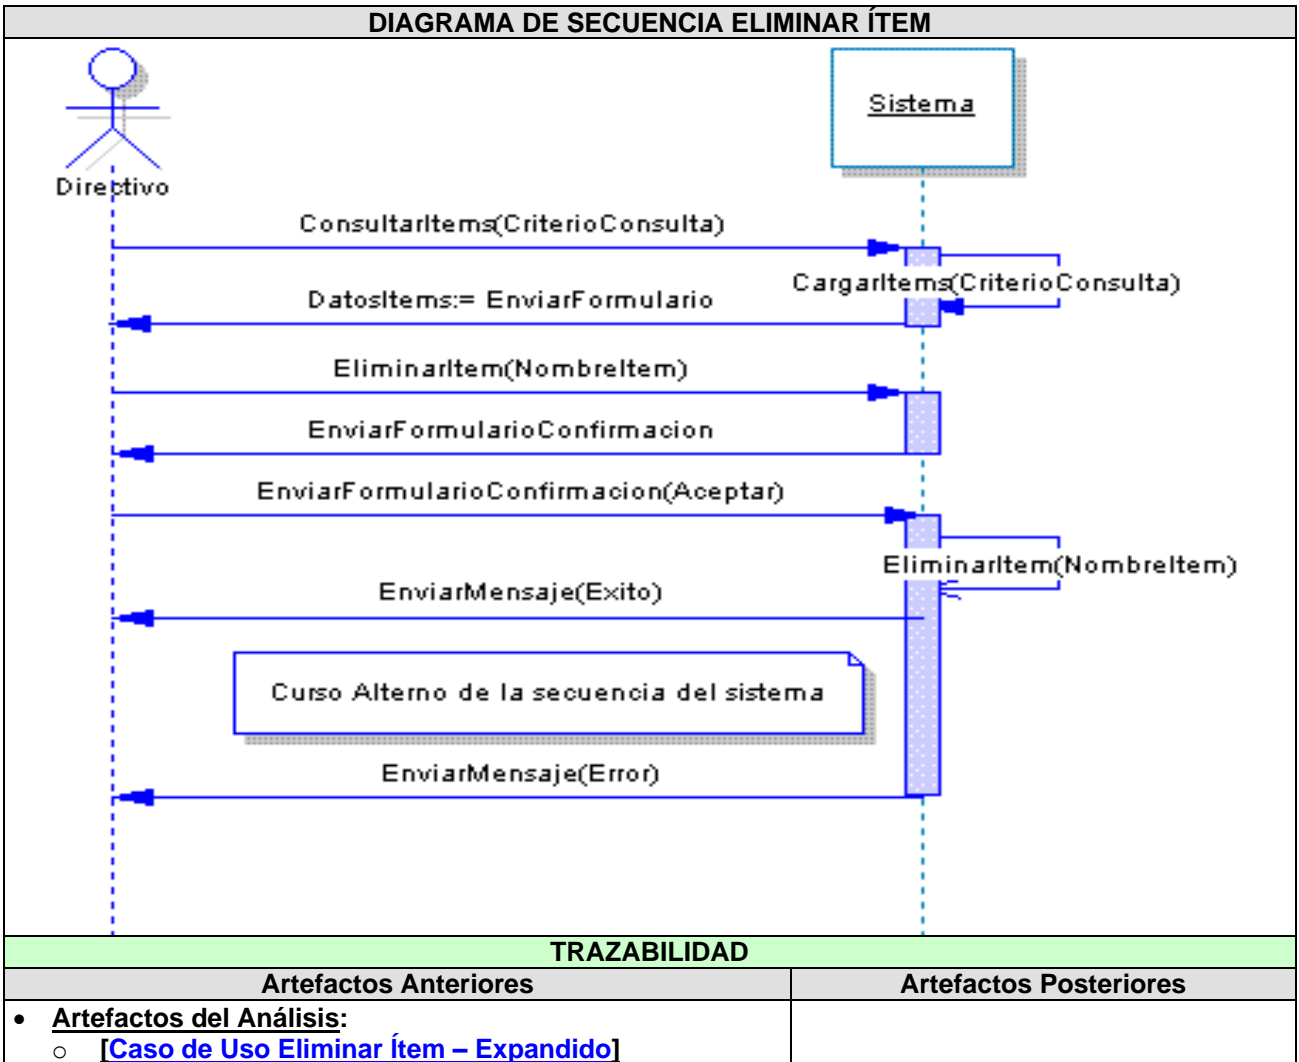 DIAGRAMA DE SECUENCIA ELIMINAR ÍTEM
Sistema
Directivo
ConsultarItems(CriterioConsulta)
CargarItems(CriterioConsulta)
DatosItems:= EnviarFormulario
EliminarItem(NombreItem)
EnviarFormularioConfirmacion
EnviarFormularioConfirmacion(Aceptar)
EliminarItem(NombreItem)
EnviarMensaje(Exito)
Curso Alterno de la secuencia del sistema
EnviarMensaje(Error)
TRAZABILIDAD
Artefactos Anteriores
Artefactos Posteriores
• Artefactos del Análisis:
o [Caso de Uso Eliminar Ítem – Expandido]